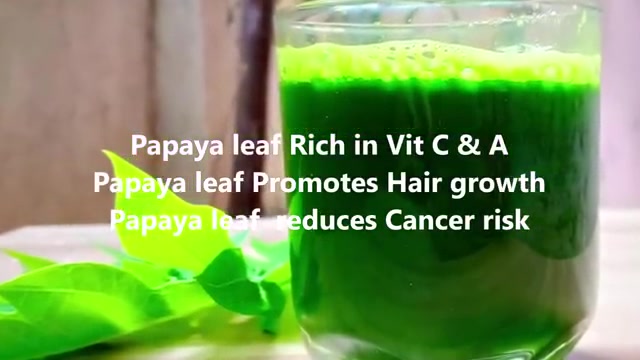 Papaya leaf Rich in Vit C & A
Papaya leaf Promotes Hair growth
Papaya leaf  reduces Cancer risk